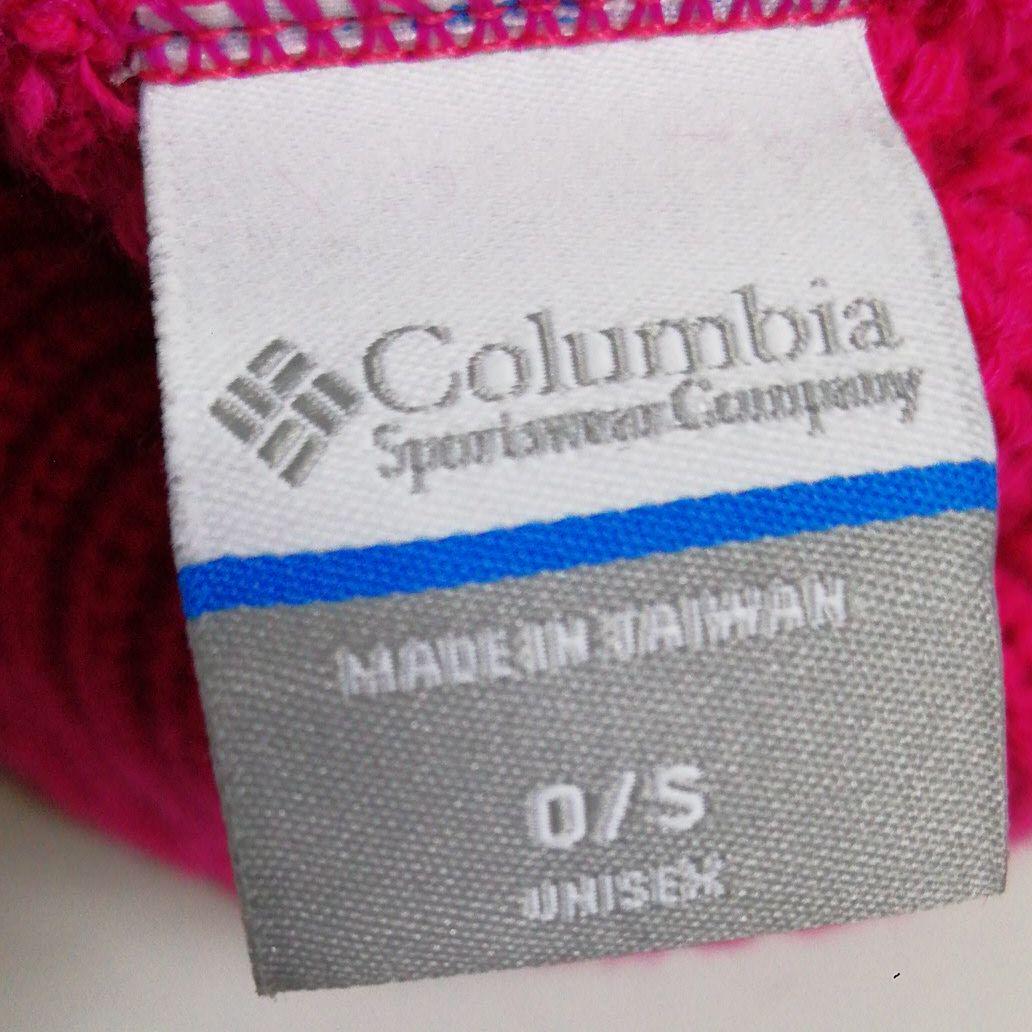 Columbia
Sportswear Company
MADE IN TAIWAN
O/S
UNISEX